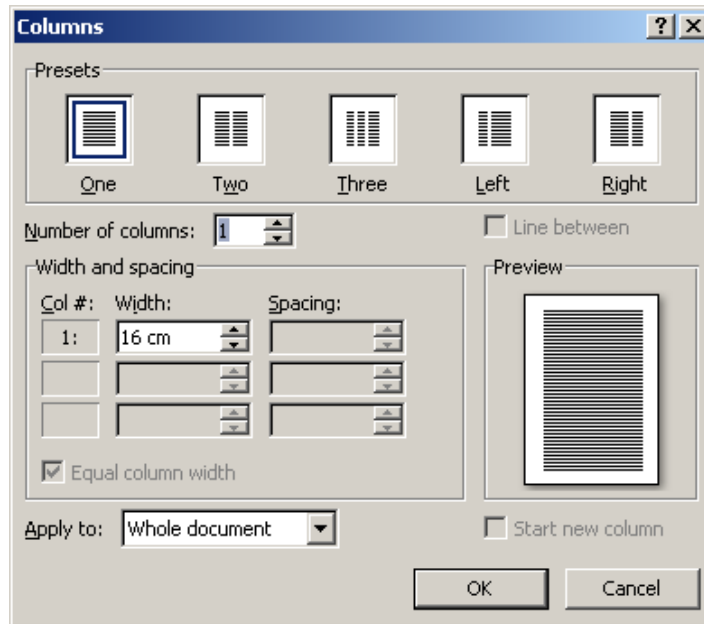 Columns
Presets
One Two Three Left Right
Number of columns: 1 Line between
Width and spacing Preview
Col #: Width: Spacing:
1: 16 cm
Equal column width
Apply to: Whole document Start new column
OK Cancel